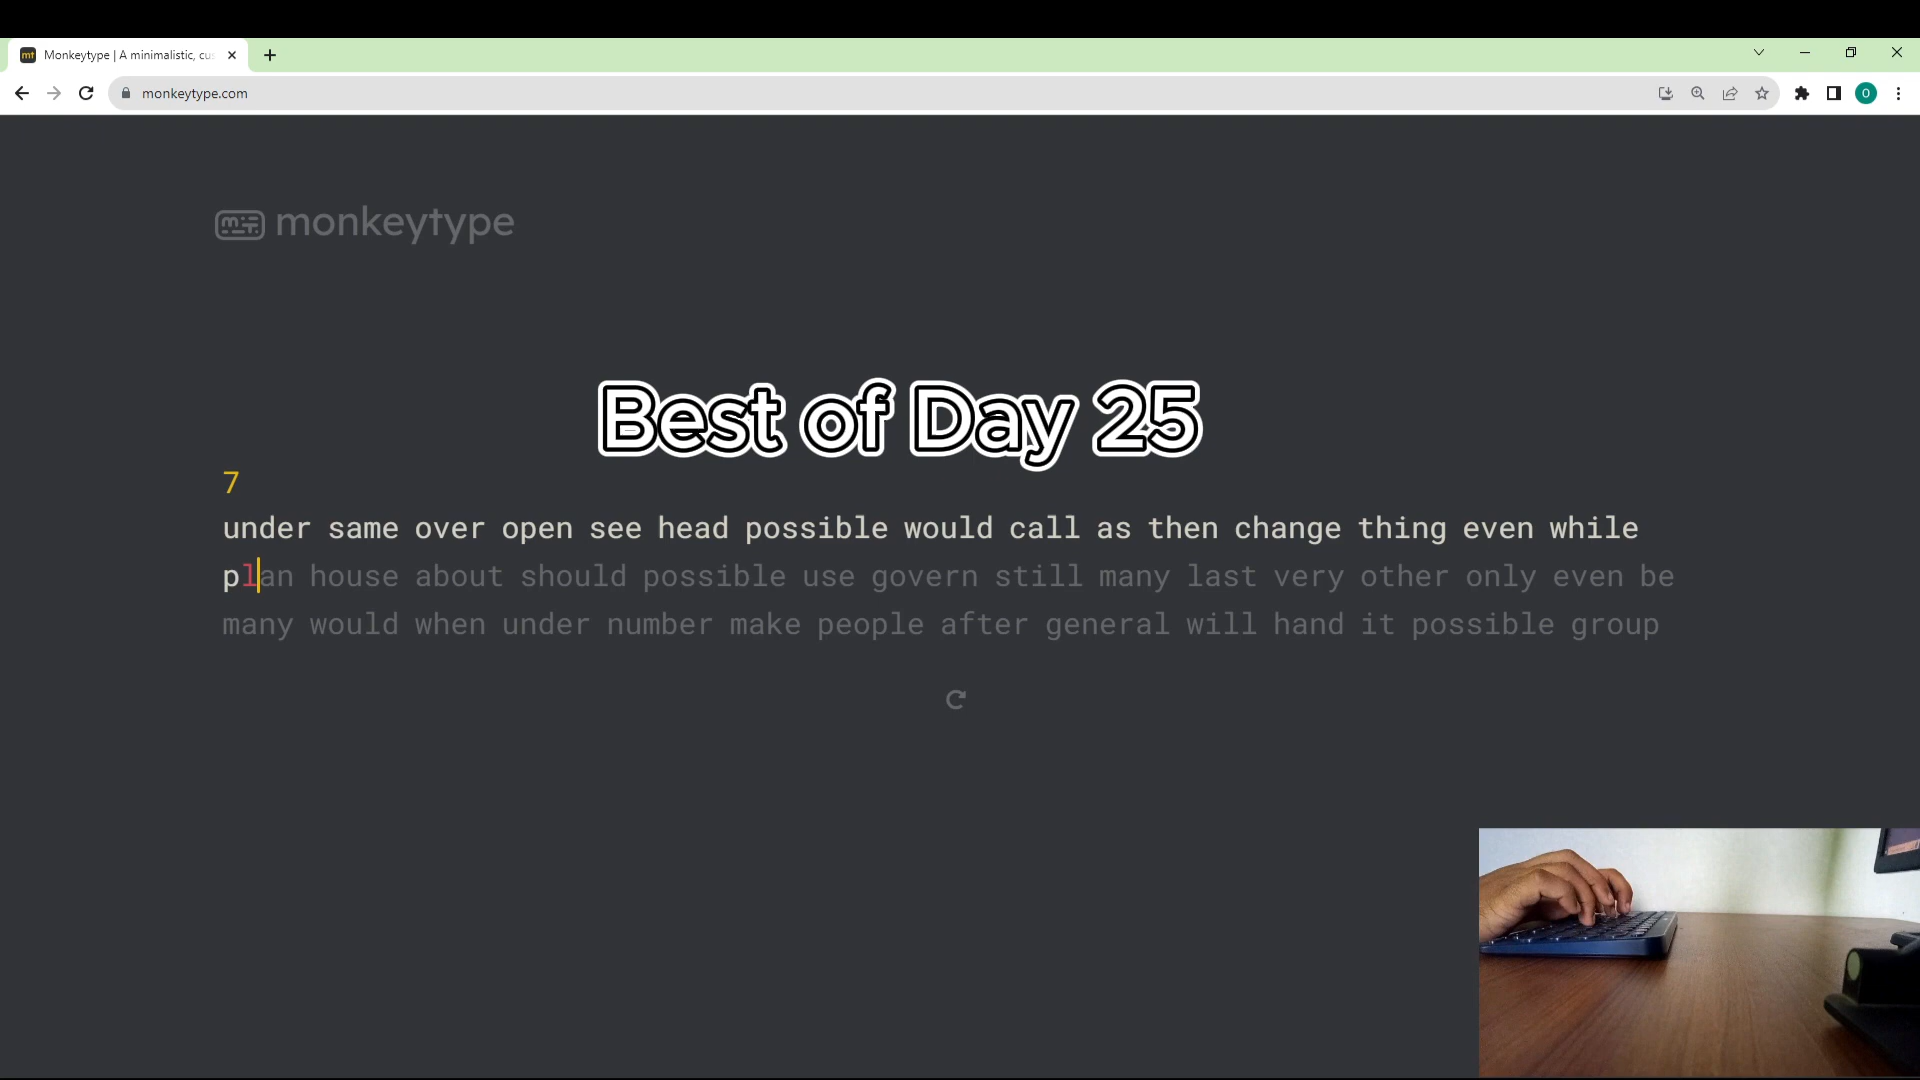 Monkeytype | A minimalistic, cus
monkeytype.com
O
monkeytype
Best of Day 25
7
under same over open see head possible would call as then change thing even while
plan house about should possible use govern still many last very other only even be
many would when under number make people after general will hand it possible group